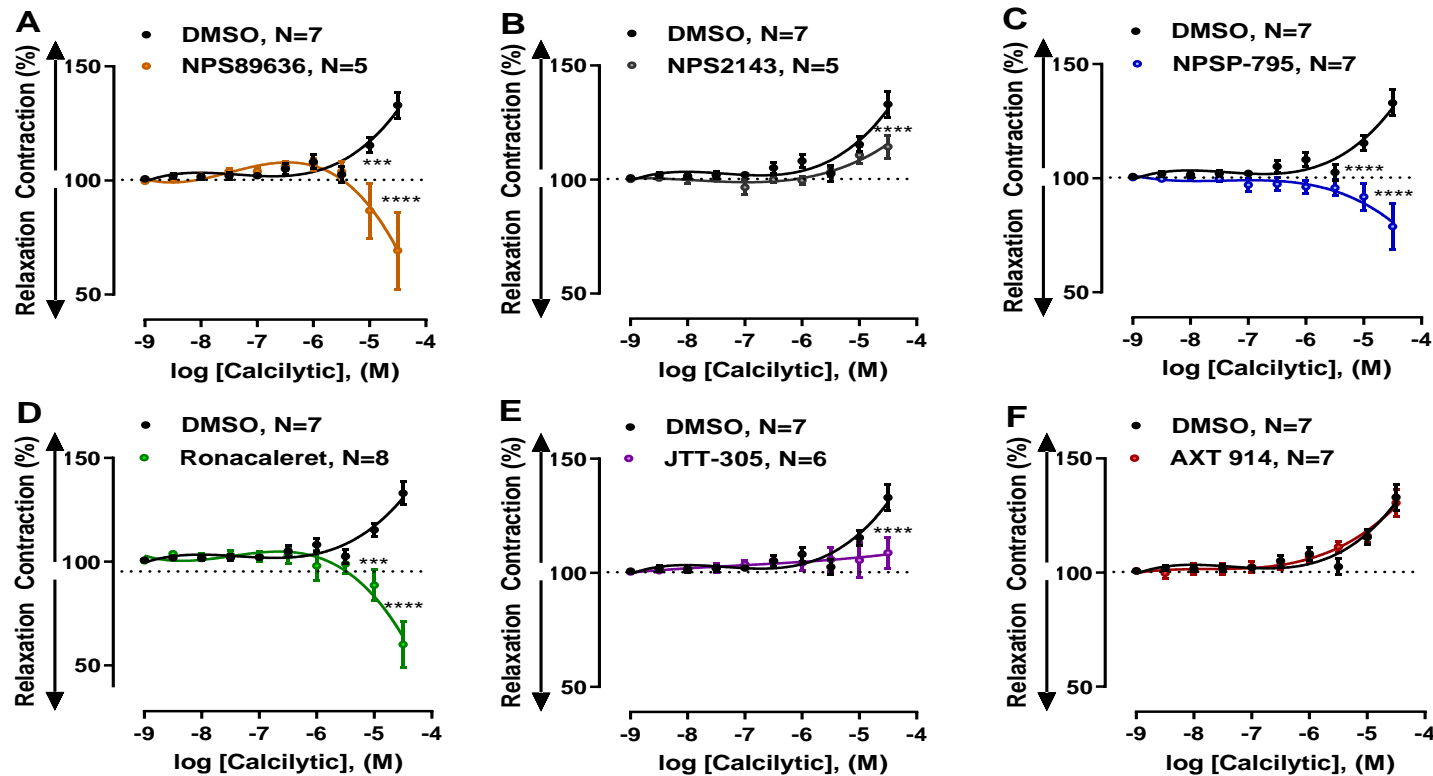 A
DMSO, N=7
NPS89636, N=5
Relaxation Contraction (%)
150
100
50
*** 
****
-9 -8 -7 -6 -5 -4
log [Calcilytic], (M)
B
DMSO, N=7
NPS2143, N=5
Relaxation Contraction (%)
150
100
50
****
-9 -8 -7 -6 -5 -4
log [Calcilytic], (M)
C
DMSO, N=7
NPSP-795, N=7
Relaxation Contraction (%)
150
100
50
****
****
-9 -8 -7 -6 -5 -4
log [Calcilytic], (M)
D
DMSO, N=7
Ronacaleret, N=8
Relaxation Contraction (%)
150
100
50
***
****
-9 -8 -7 -6 -5 -4
log [Calcilytic], (M)
E
DMSO, N=7
JTT-305, N=6
Relaxation Contraction (%)
150
100
50
****
-9 -8 -7 -6 -5 -4
log [Calcilytic], (M)
F
DMSO, N=7
AXT 914, N=7
Relaxation Contraction (%)
150
100
50
-9 -8 -7 -6 -5 -4
log [Calcilytic], (M)